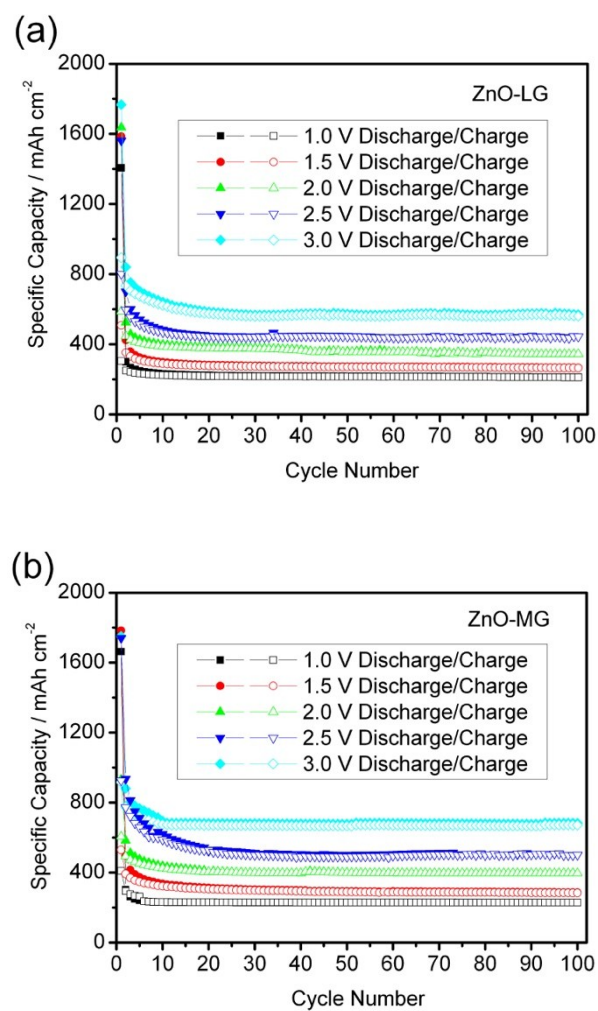 (a)
2000
1600
1200
800
400
0
Specific Capacity / mAh cm⁻²
ZnO-LG
1.0 V Discharge/Charge
1.5 V Discharge/Charge
2.0 V Discharge/Charge
2.5 V Discharge/Charge
3.0 V Discharge/Charge
0 10 20 30 40 50 60 70 80 90 100
Cycle Number
(b)
2000
1600
1200
800
400
0
Specific Capacity / mAh cm⁻²
ZnO-MG
1.0 V Discharge/Charge
1.5 V Discharge/Charge
2.0 V Discharge/Charge
2.5 V Discharge/Charge
3.0 V Discharge/Charge
0 10 20 30 40 50 60 70 80 90 100
Cycle Number